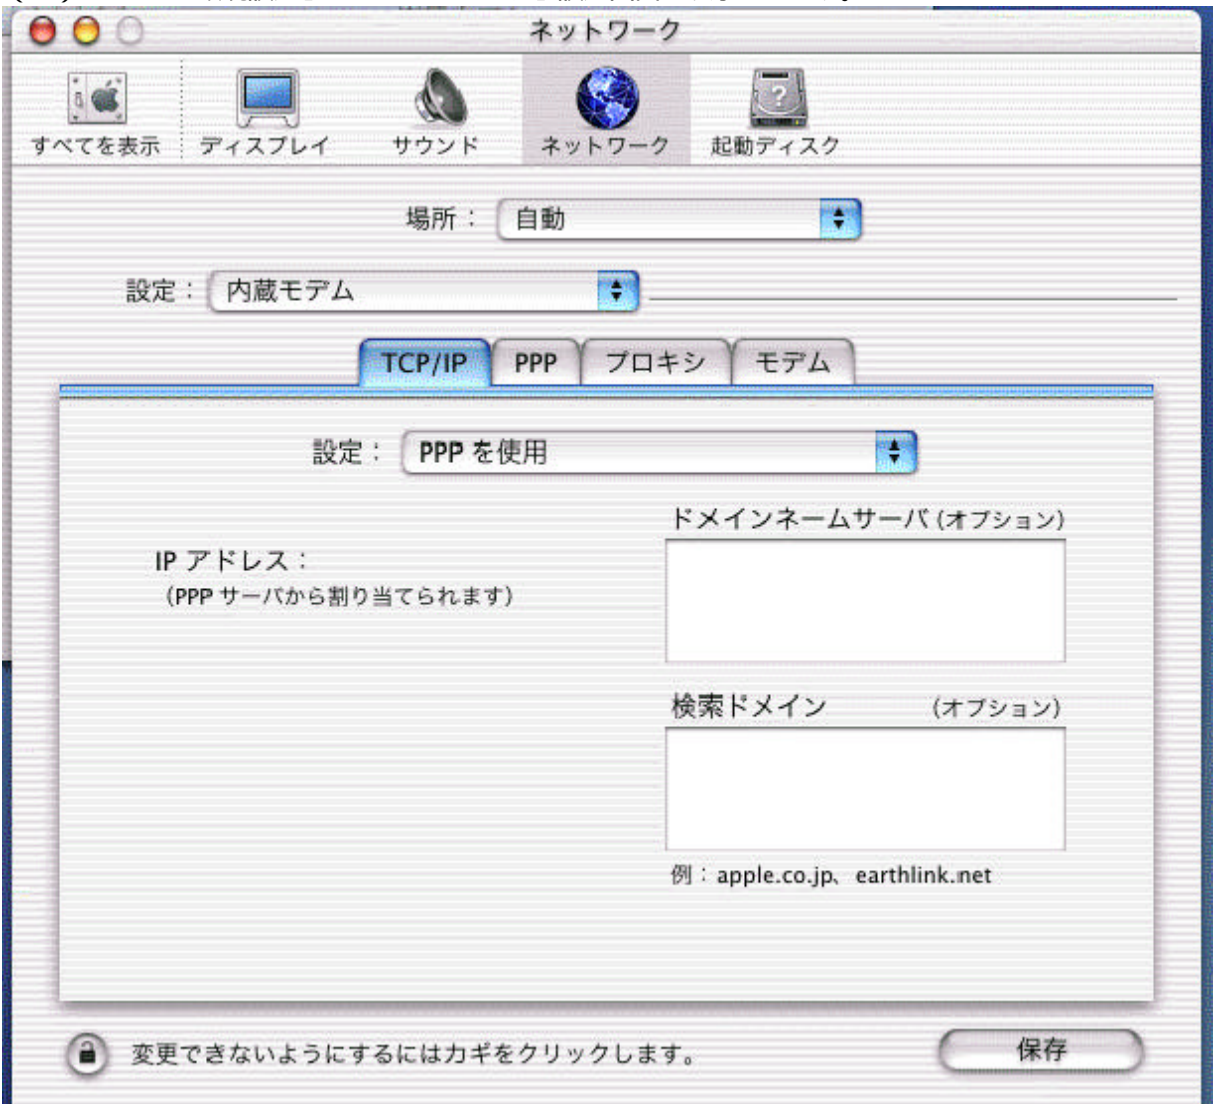 ネットワーク
すべてを表示 ディスプレイ サウンド ネットワーク 起動ディスク
場所： 自動
設定： 内蔵モデム
TCP/IP PPP プロキシ モデム
設定： PPP を使用
ドメインネームサーバ (オプション)
IP アドレス：
（PPP サーバから割り当てられます）
検索ドメイン (オプション)
例：apple.co.jp、earthlink.net
変更できないようにするにはカギをクリックします。 保存